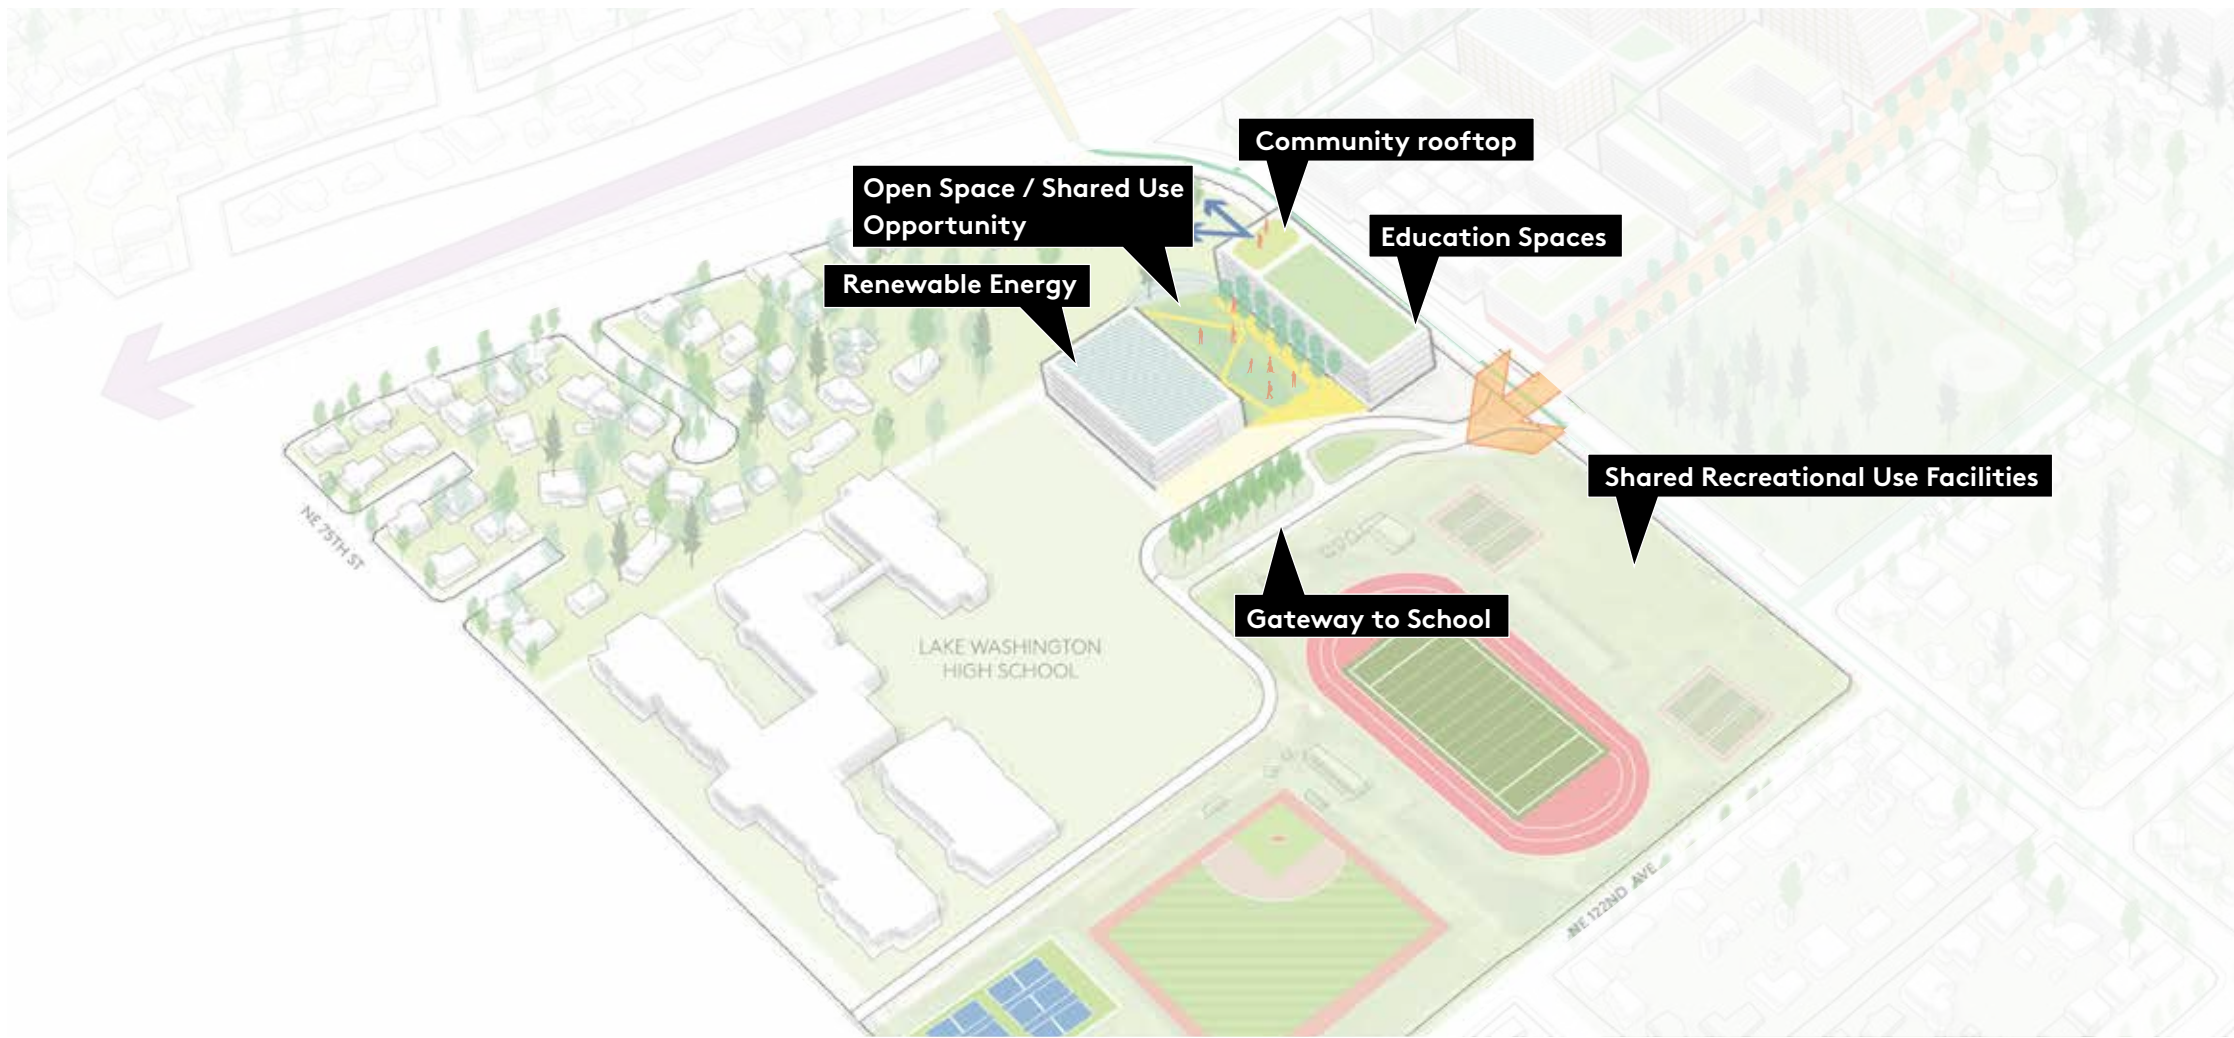 Community rooftop
Open Space / Shared Use
Opportunity
Education Spaces
Renewable Energy
Shared Recreational Use Facilities
NE 75TH ST
Gateway to School
LAKE WASHINGTON
HIGH SCHOOL
NE 122ND AVE